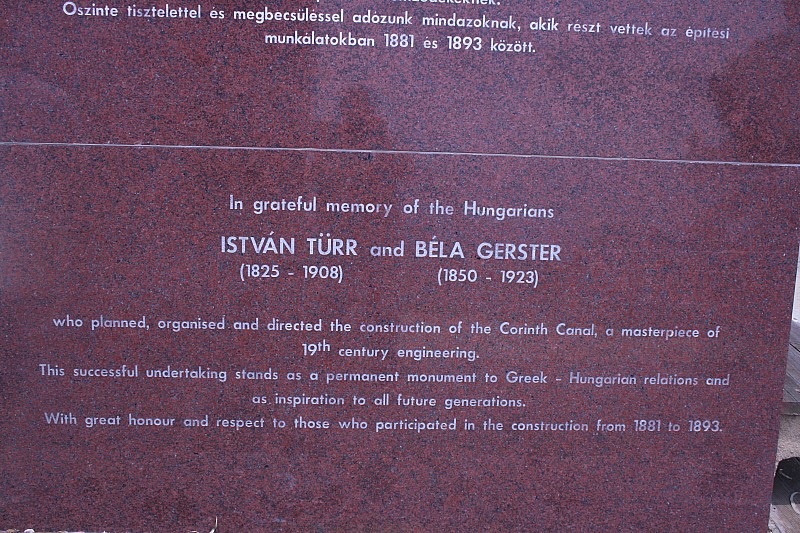 Őszinte tisztelettel és megbecsüléssel adózunk mindazoknak, akik részt vettek az építési
munkálatokban 1881 és 1893 között.
In grateful memory of the Hungarians
ISTVÁN TÜRR and BÉLA GERSTER
(1825 - 1908) (1850 - 1923)
who planned, organised and directed the construction of the Corinth Canal, a masterpiece of
19th century engineering.
This successful undertaking stands as a permanent monument to Greek - Hungarian relations and
as inspiration to all future generations.
With great honour and respect to those who participated in the construction from 1881 to 1893.